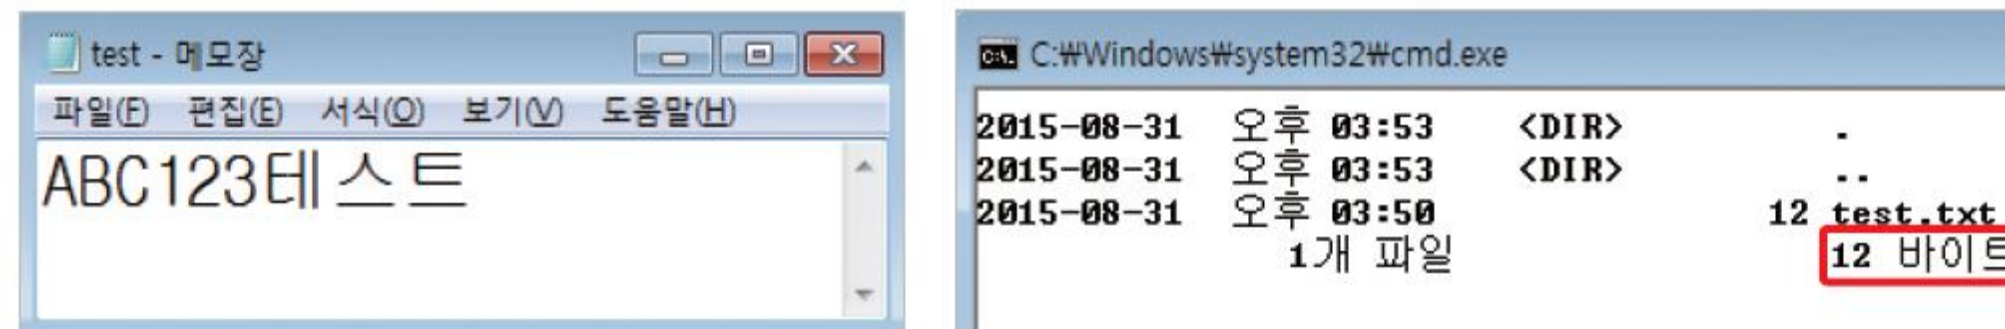 test - 메모장
파일(F) 편집(E) 서식(O) 보기(V) 도움말(H)
ABC123테스트
C:₩Windows₩system32₩cmd.exe
2015-08-31 오후 03:53 <DIR> .
2015-08-31 오후 03:53 <DIR> ..
2015-08-31 오후 03:50 12 test.txt
1개 파일 12 바이트